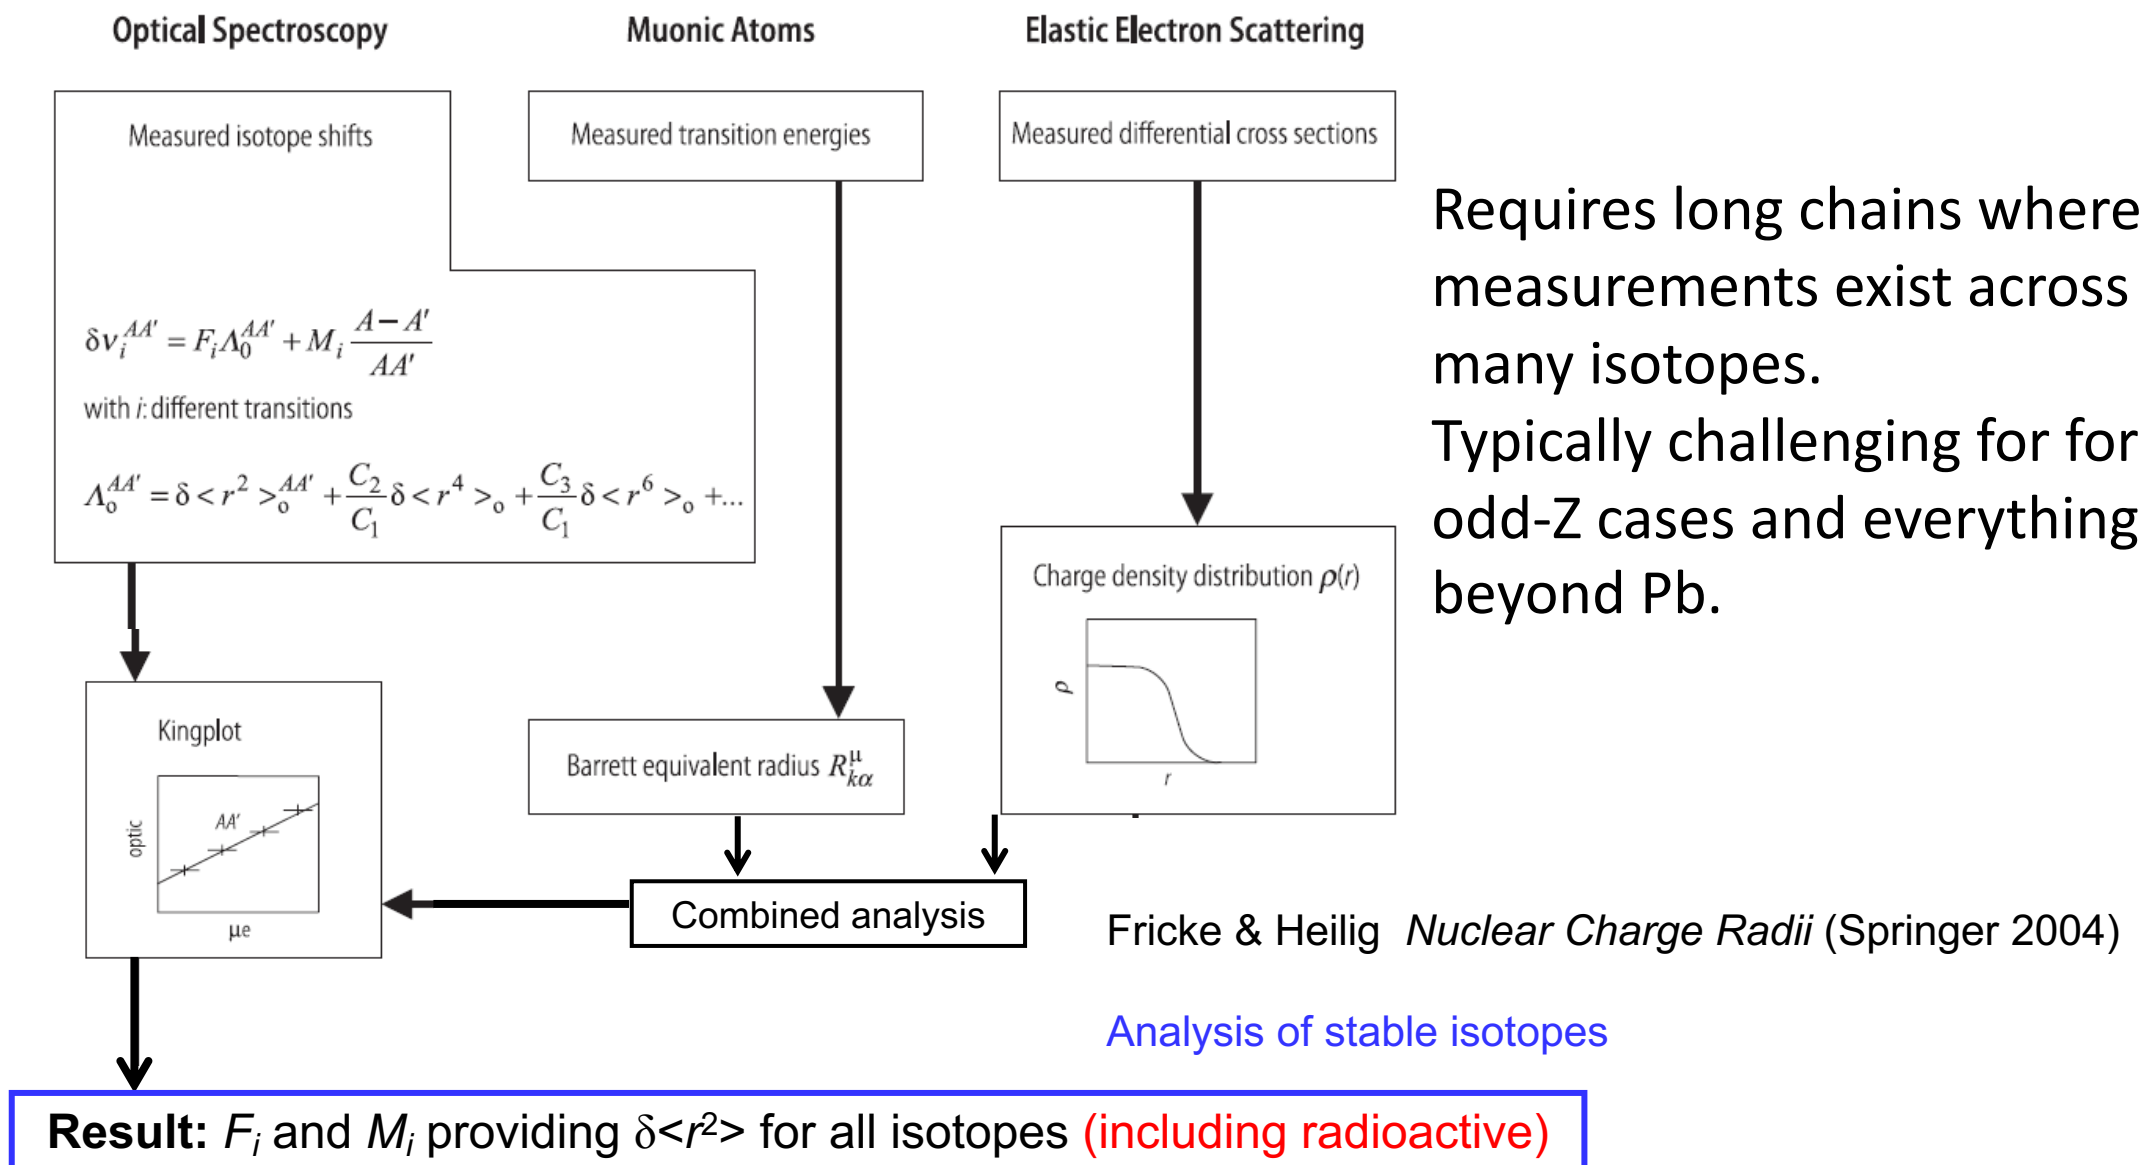 Optical Spectroscopy
Muonic Atoms
Elastic Electron Scattering
Measured isotope shifts
Measured transition energies
Measured differential cross sections
δν_i^{AA'} = F_i Λ_0^{AA'} + M_i \frac{A − A'}{AA'}
with i: different transitions
Λ_o^{AA'} = δ < r^2 >_o^{AA'} + \frac{C_2}{C_1} δ < r^4 >_o + \frac{C_3}{C_1} δ < r^6 >_o +...
Requires long chains where
measurements exist across
many isotopes.
Typically challenging for for
odd-Z cases and everything
beyond Pb.
Charge density distribution ρ(r)
ρ
r
Kingplot
optic
AA'
μe
Barrett equivalent radius R_{kα}^μ
Combined analysis
Fricke & Heilig Nuclear Charge Radii (Springer 2004)
Analysis of stable isotopes
Result: F_i and M_i providing δ<r²> for all isotopes (including radioactive)